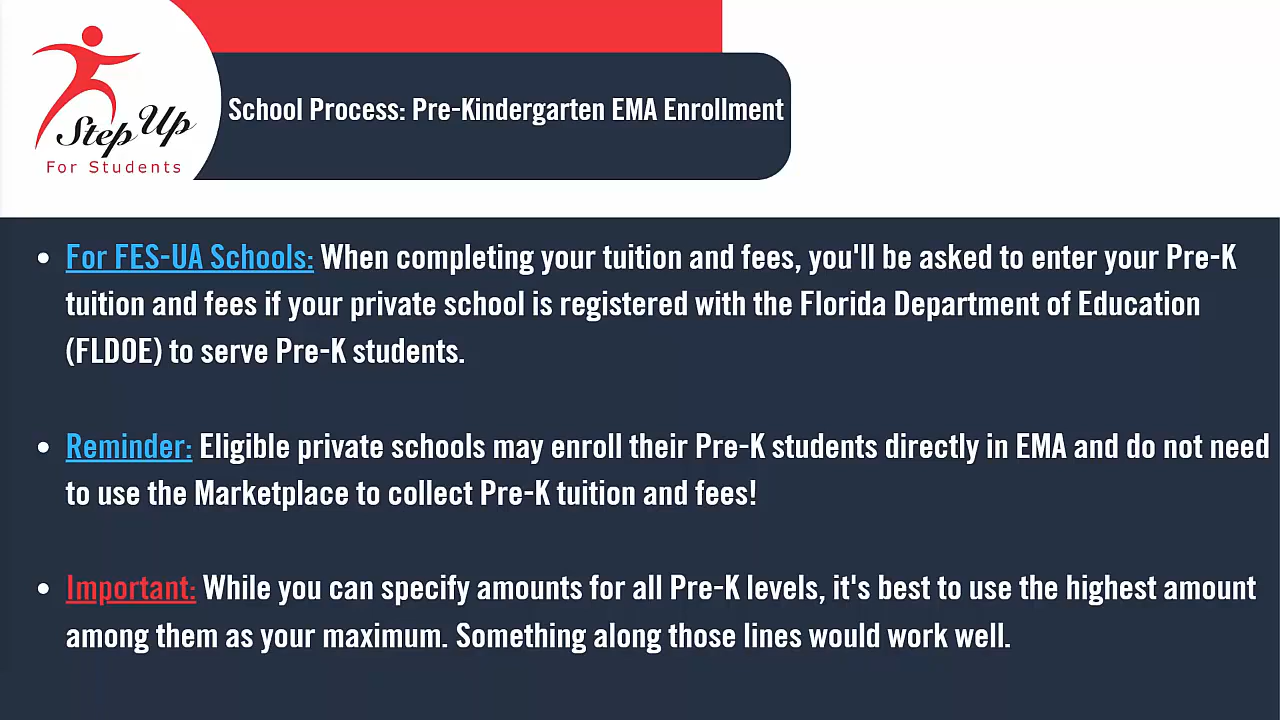 Step Up
For Students
School Process: Pre-Kindergarten EMA Enrollment
• For FES-UA Schools: When completing your tuition and fees, you'll be asked to enter your Pre-K
tuition and fees if your private school is registered with the Florida Department of Education
(FLDOE) to serve Pre-K students.
• Reminder: Eligible private schools may enroll their Pre-K students directly in EMA and do not need
to use the Marketplace to collect Pre-K tuition and fees!
• Important: While you can specify amounts for all Pre-K levels, it's best to use the highest amount
among them as your maximum. Something along those lines would work well.